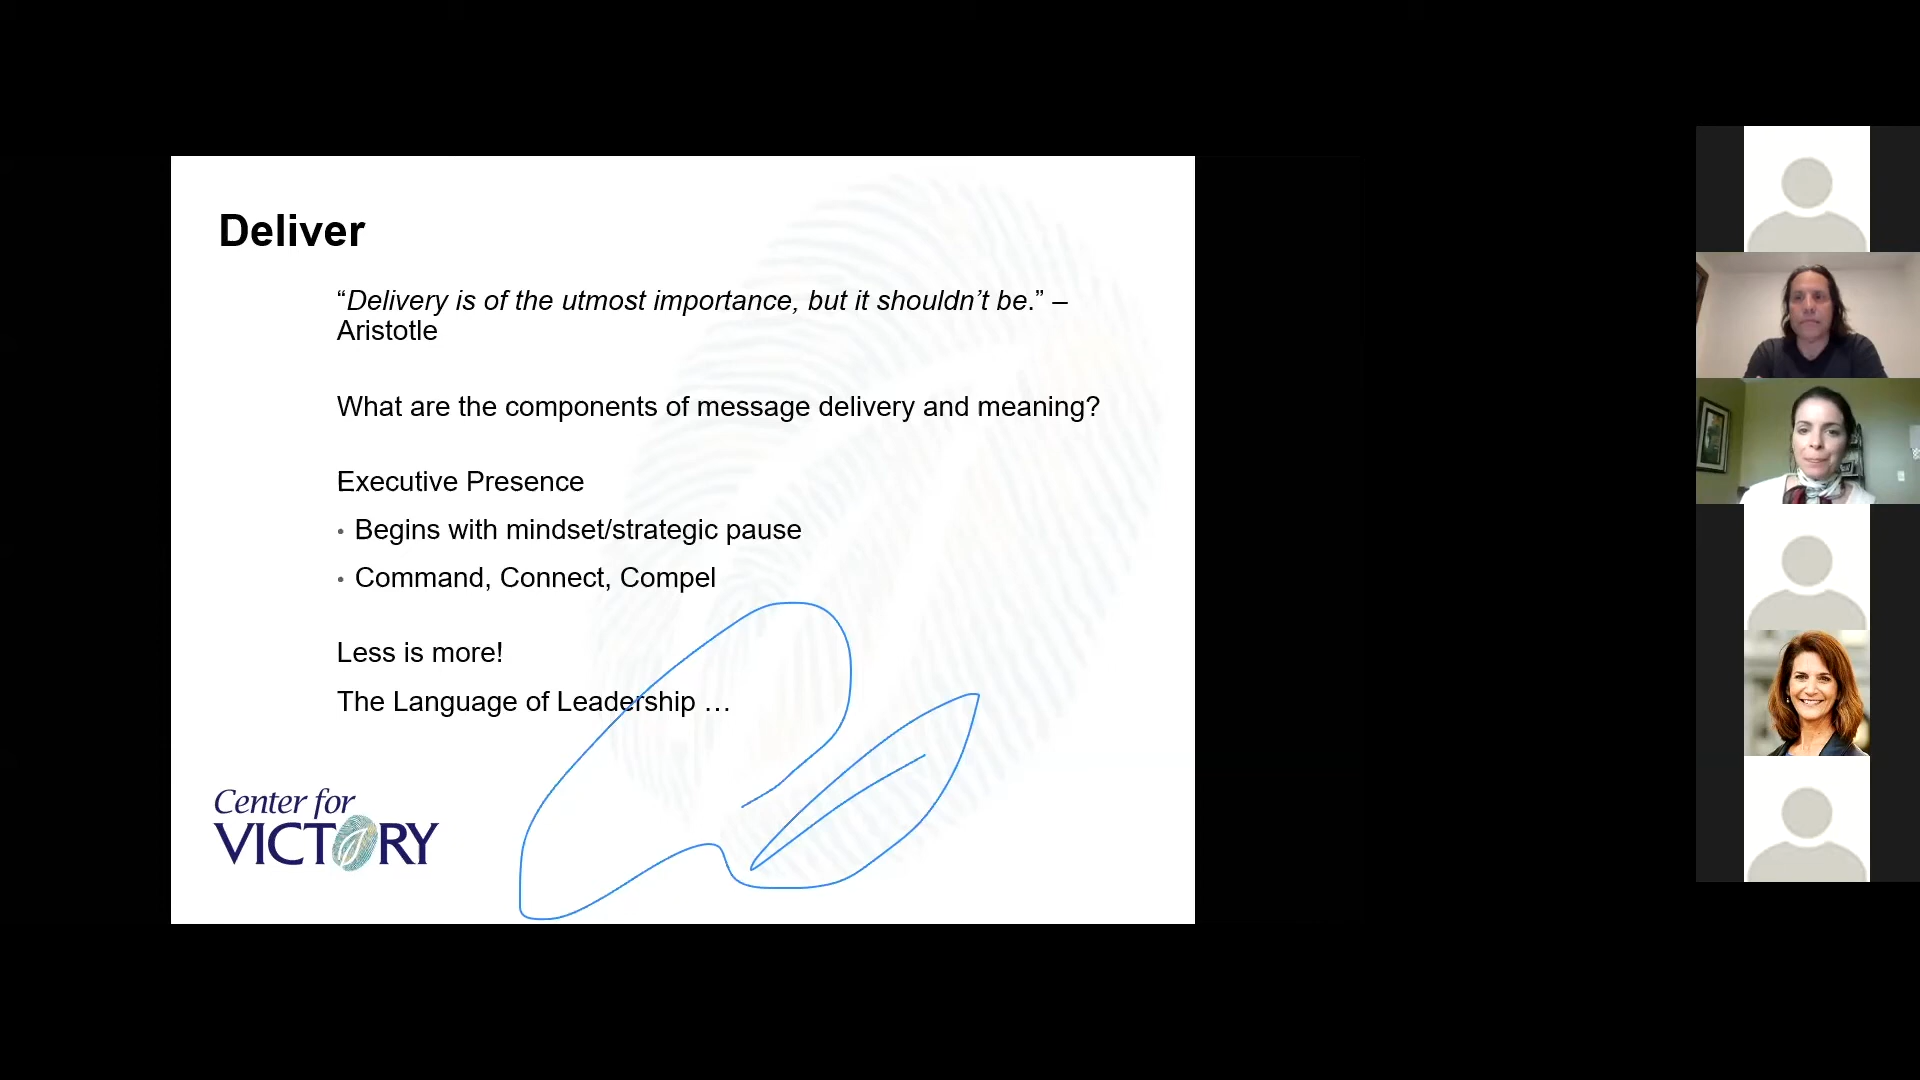 Deliver
“Delivery is of the utmost importance, but it shouldn’t be.” –
Aristotle
What are the components of message delivery and meaning?
Executive Presence
• Begins with mindset/strategic pause
• Command, Connect, Compel
Less is more!
The Language of Leadership …
Center for
VICTORY